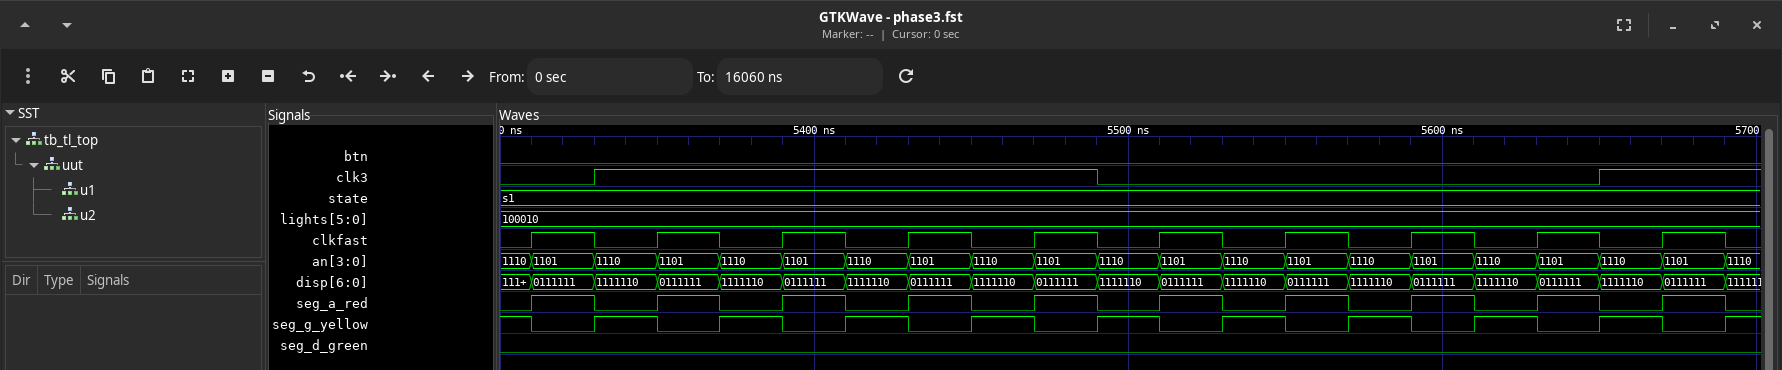 GTKWave - phase3.fst
Marker: -- | Cursor: 0 sec
From: 0 sec To: 16060 ns
SST
tb_tl_top
uut
u1
u2
Dir Type Signals
Signals
btn
clk3
state
lights[5:0]
clkfast
an[3:0]
disp[6:0]
seg_a_red
seg_g_yellow
seg_d_green
Waves
0 ns 5400 ns 5500 ns 5600 ns 5700
s1
100010
1110 1101 1110 1101 1110 1101 1110 1101 1110 1101 1110 1101 1110 1101 1110 1101 1110 1101 1110 1101 1110
111+ 0111111 1111110 0111111 1111110 0111111 1111110 0111111 1111110 0111111 1111110 0111111 1111110 0111111 1111110 0111111 1111110 0111111 1111110 0111111 111111